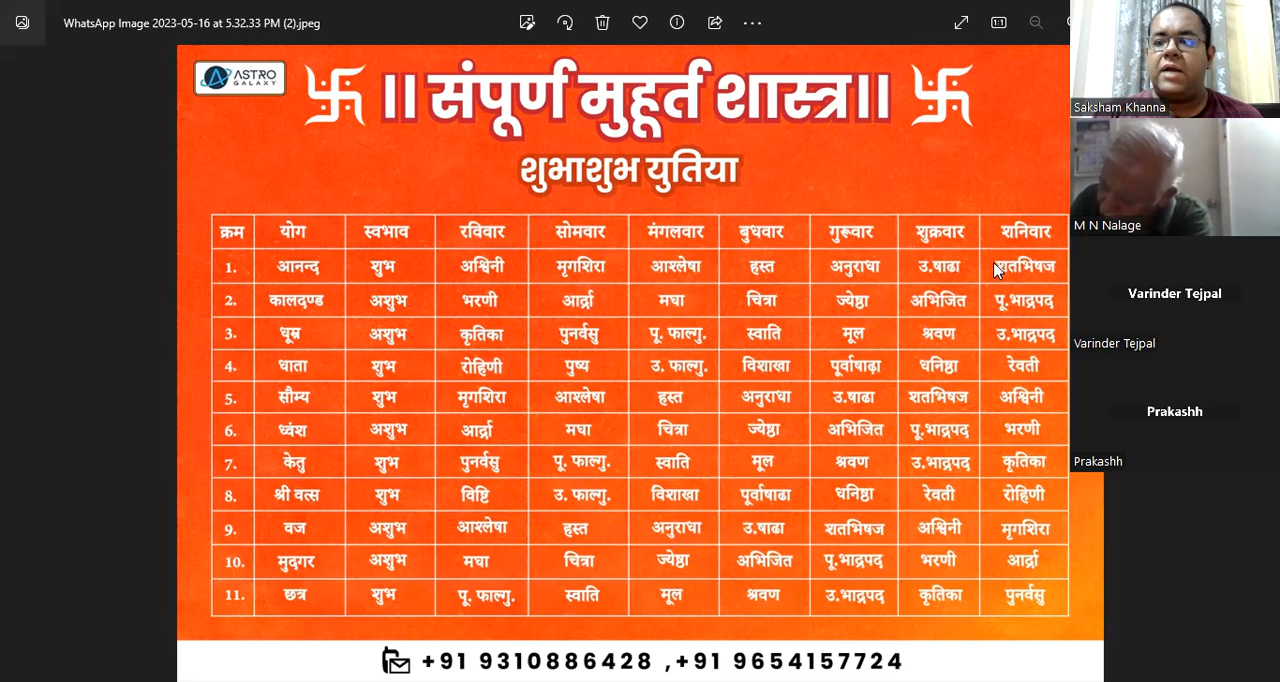 WhatsApp Image 2023-05-16 at 5.32.33 PM (2).jpeg
1:1
ASTRO
GALAXY
॥ संपूर्ण मुहूर्त शास्त्र॥
शुभाशुभ युतिया
क्रम योग स्वभाव रविवार सोमवार मंगलवार बुधवार गुरूवार शुक्रवार शनिवार
1. आनन्द शुभ अश्विनी मृगशिरा आश्लेषा हस्त अनुराधा उ.षाढा शतभिषज
2. कालदण्ड अशुभ भरणी आर्द्रा मघा चित्रा ज्येष्ठा अभिजित पू.भाद्रपद
3. धूम्र अशुभ कृतिका पुनर्वसु पू. फाल्गु. स्वाति मूल श्रवण उ.भाद्रपद
4. धाता शुभ रोहिणी पुष्य उ. फाल्गु. विशाखा पूर्वाषाढ़ा धनिष्ठा रेवती
5. सौम्य शुभ मृगशिरा आश्लेषा हस्त अनुराधा उ.षाढा शतभिषज अश्विनी
6. ध्वंश अशुभ आर्द्रा मघा चित्रा ज्येष्ठा अभिजित पू.भाद्रपद भरणी
7. केतु शुभ पुनर्वसु पू. फाल्गु. स्वाति मूल श्रवण उ.भाद्रपद कृतिका
8. श्री वत्स शुभ विष्टि उ. फाल्गु. विशाखा पूर्वाषाढा धनिष्ठा रेवती रोहिणी
9. वज अशुभ आश्लेषा हस्त अनुराधा उ.षाढा शतभिषज अश्विनी मृगशिरा
10. मुदगर अशुभ मघा चित्रा ज्येष्ठा अभिजित पू.भाद्रपद भरणी आर्द्रा
11. छत्र शुभ पू. फाल्गु. स्वाति मूल श्रवण उ.भाद्रपद कृतिका पुनर्वसु
+91 9310886428 ,+91 9654157724
Saksham Khanna
M N Nalage
Varinder Tejpal
Varinder Tejpal
Prakashh
Prakashh